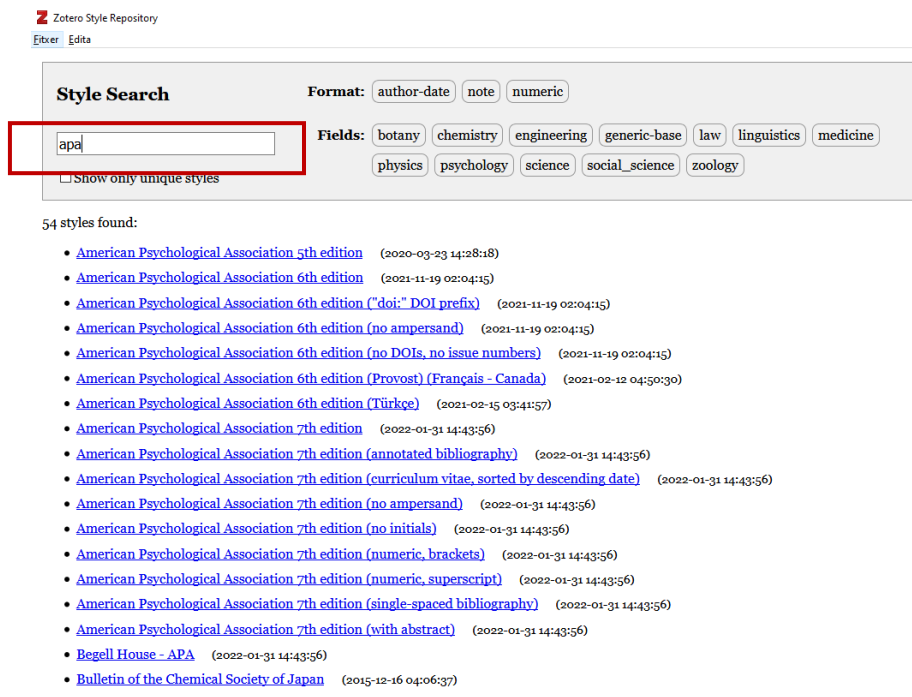 Zotero Style Repository
Fitxer Edita
Style Search
Format: author-date note numeric
apa
Fields: botany chemistry engineering generic-base law linguistics medicine
physics psychology science social_science zoology
Show only unique styles
54 styles found:
American Psychological Association 5th edition (2020-03-23 14:28:18)
American Psychological Association 6th edition (2021-11-19 02:04:15)
American Psychological Association 6th edition ("doi:" DOI prefix) (2021-11-19 02:04:15)
American Psychological Association 6th edition (no ampersand) (2021-11-19 02:04:15)
American Psychological Association 6th edition (no DOIs, no issue numbers) (2021-11-19 02:04:15)
American Psychological Association 6th edition (Provost) (Français - Canada) (2021-02-12 04:50:30)
American Psychological Association 6th edition (Türkçe) (2021-02-15 03:41:57)
American Psychological Association 7th edition (2022-01-31 14:43:56)
American Psychological Association 7th edition (annotated bibliography) (2022-01-31 14:43:56)
American Psychological Association 7th edition (curriculum vitae, sorted by descending date) (2022-01-31 14:43:56)
American Psychological Association 7th edition (no ampersand) (2022-01-31 14:43:56)
American Psychological Association 7th edition (no initials) (2022-01-31 14:43:56)
American Psychological Association 7th edition (numeric, brackets) (2022-01-31 14:43:56)
American Psychological Association 7th edition (numeric, superscript) (2022-01-31 14:43:56)
American Psychological Association 7th edition (single-spaced bibliography) (2022-01-31 14:43:56)
American Psychological Association 7th edition (with abstract) (2022-01-31 14:43:56)
Begell House - APA (2022-01-31 14:43:56)
Bulletin of the Chemical Society of Japan (2015-12-16 04:06:37)